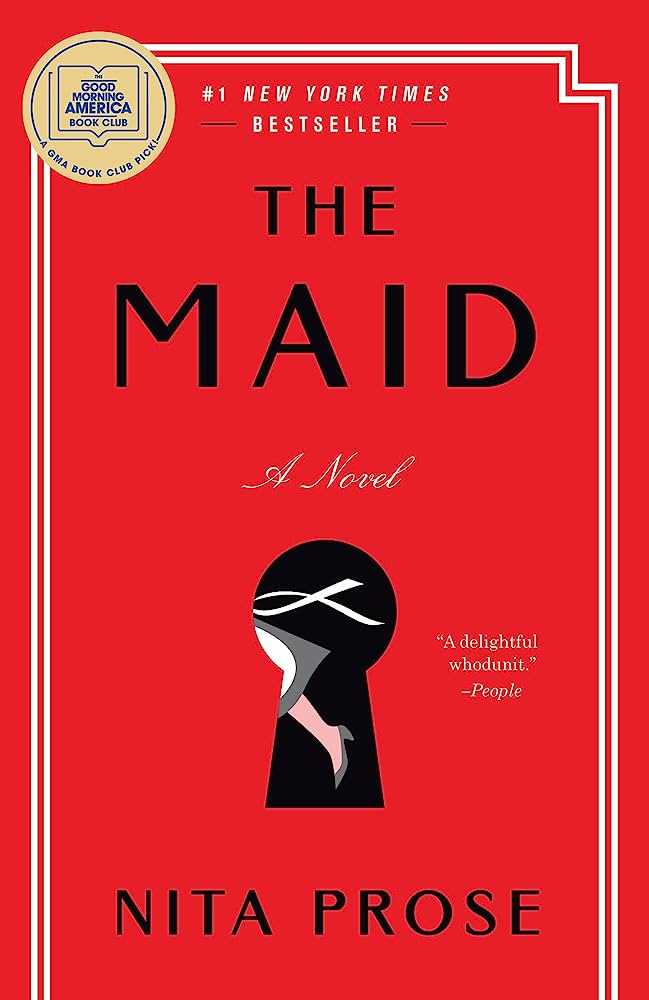 THE
GOOD
MORNING
AMERICA
BOOK CLUB
A GMA BOOK CLUB PICK!
#1 NEW YORK TIMES
BESTSELLER
THE
MAID
A Novel
“A delightful
whodunit.”
–People
NITA PROSE